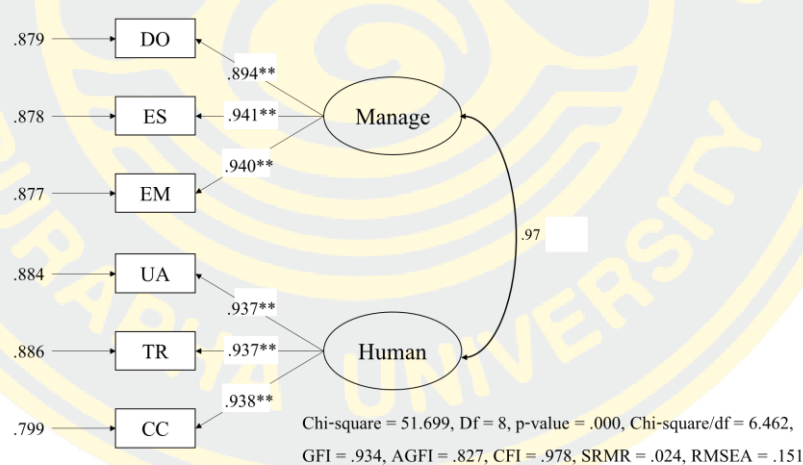 .879 DO
.894**
.878 ES .941** Manage
.940**
.877 EM
.97
.884 UA
.937**
.886 TR .937** Human
.938**
.799 CC
Chi-square = 51.699, Df = 8, p-value = .000, Chi-square/df = 6.462,
GFI = .934, AGFI = .827, CFI = .978, SRMR = .024, RMSEA = .151
BURAPHA UNIVERSITY